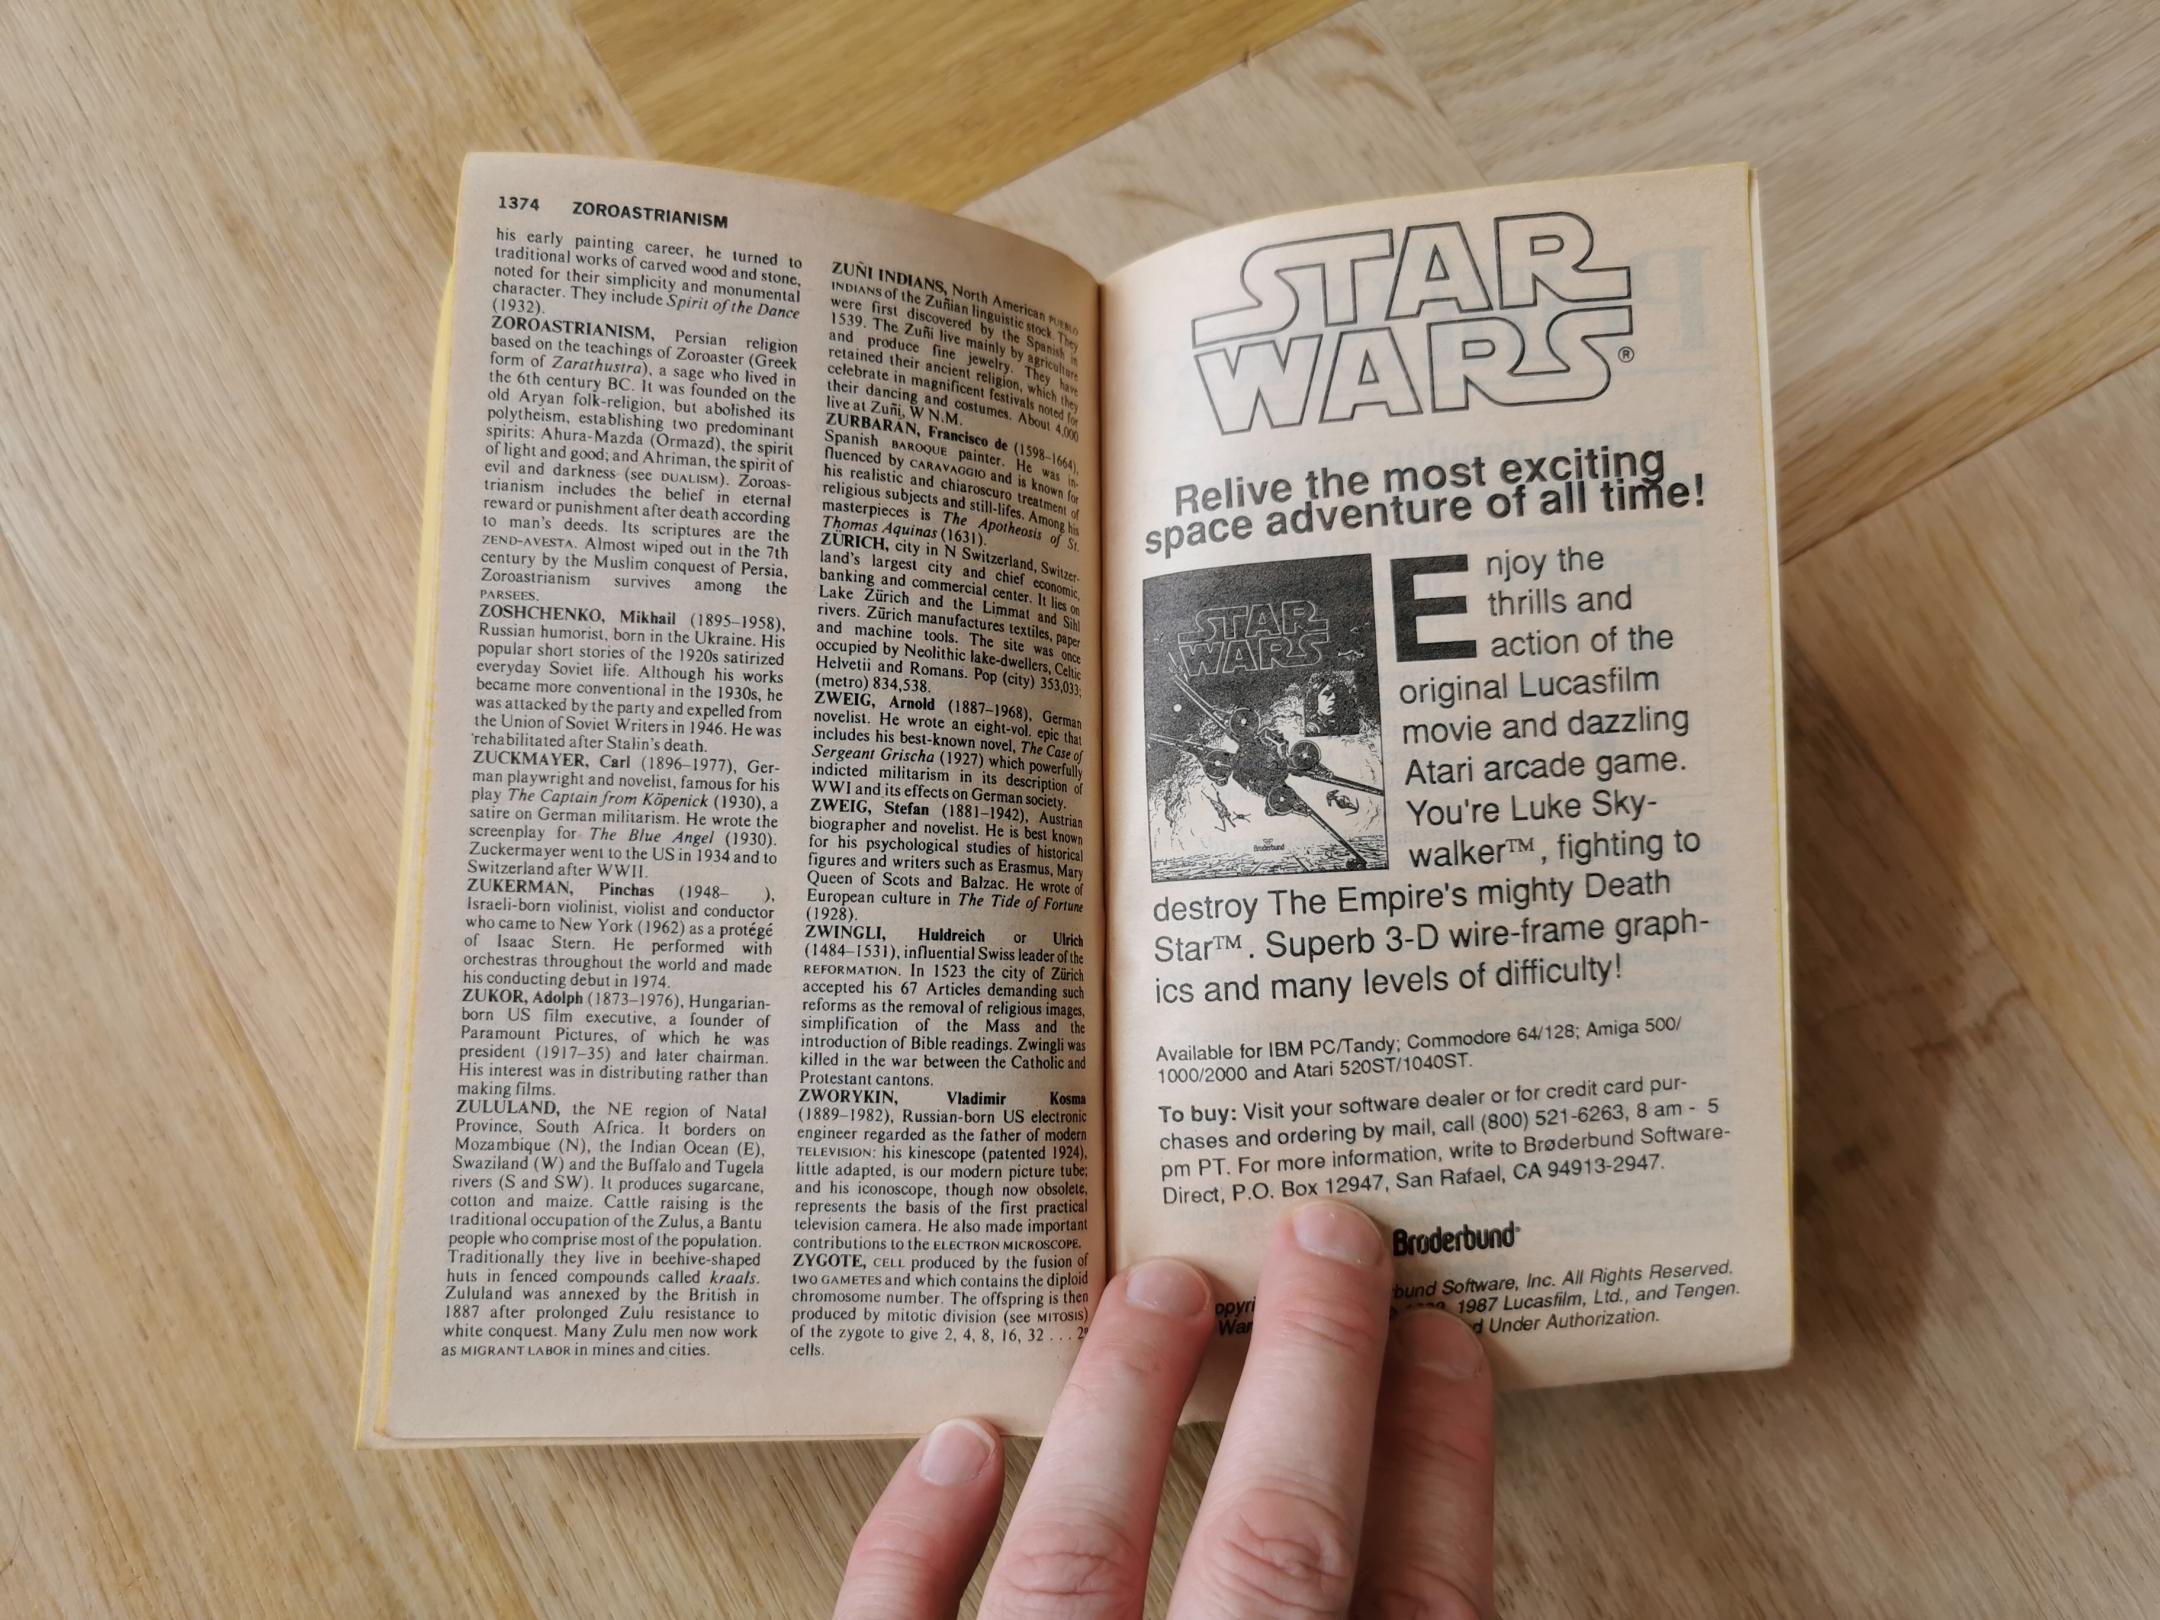 1374 ZOROASTRIANISM
his early painting career, he turned to
traditional works of carved wood and stone,
noted for their simplicity and monumental
character. They include Spirit of the Dance
(1932).
ZOROASTRIANISM, Persian religion
based on the teachings of Zoroaster (Greek
form of Zarathustra), a sage who lived in
the 6th century BC. It was founded on the
old Aryan folk-religion, but abolished its
polytheism, establishing two predominant
spirits: Ahura-Mazda (Ormazd), the spirit
of light and good; and Ahriman, the spirit of
evil and darkness (see DUALISM). Zoroas-
trianism includes the belief in eternal
reward or punishment after death according
to man's deeds. Its scriptures are the
ZEND-AVESTA. Almost wiped out in the 7th
century by the Muslim conquest of Persia,
Zoroastrianism survives among the
PARSEES.
ZOSHCHENKO, Mikhail (1895–1958),
Russian humorist, born in the Ukraine. His
popular short stories of the 1920s satirized
everyday Soviet life. Although his works
became more conventional in the 1930s, he
was attacked by the party and expelled from
the Union of Soviet Writers in 1946. He was
'rehabilitated after Stalin's death.
ZUCKMAYER, Carl (1896–1977), Ger-
man playwright and novelist, famous for his
play The Captain from Köpenick (1930), a
satire on German militarism. He wrote the
screenplay for The Blue Angel (1930).
Zuckermayer went to the US in 1934 and to
Switzerland after WWII.
ZUKERMAN, Pinchas (1948– ),
Israeli-born violinist, violist and conductor
who came to New York (1962) as a protégé
of Isaac Stern. He performed with
orchestras throughout the world and made
his conducting debut in 1974.
ZUKOR, Adolph (1873–1976), Hungarian-
born US film executive, a founder of
Paramount Pictures, of which he was
president (1917–35) and later chairman.
His interest was in distributing rather than
making films.
ZULULAND, the NE region of Natal
Province, South Africa. It borders on
Mozambique (N), the Indian Ocean (E),
Swaziland (W) and the Buffalo and Tugela
rivers (S and SW). It produces sugarcane,
cotton and maize. Cattle raising is the
traditional occupation of the Zulus, a Bantu
people who comprise most of the population.
Traditionally they live in beehive-shaped
huts in fenced compounds called kraals.
Zululand was annexed by the British in
1887 after prolonged Zulu resistance to
white conquest. Many Zulu men now work
as MIGRANT LABOR in mines and cities.
ZUÑI INDIANS, North American PUEBLO
INDIANS of the Zuñian linguistic stock. They
were first discovered by the Spanish in
1539. The Zuñi live mainly by agriculture
and produce fine jewelry. They have
retained their ancient religion, which they
celebrate in magnificent festivals noted for
their dancing and costumes. About 4,000
live at Zuñi, W N.M.
ZURBARÁN, Francisco de (1598–1664),
Spanish BAROQUE painter. He was in-
fluenced by CARAVAGGIO and is known for
his realistic and chiaroscuro treatment of
religious subjects and still-lifes. Among his
masterpieces is The Apotheosis of St.
Thomas Aquinas (1631).
ZÜRICH, city in N Switzerland, Switzer-
land's largest city and chief economic,
banking and commercial center. It lies on
Lake Zürich and the Limmat and Sihl
rivers. Zürich manufactures textiles, paper
and machine tools. The site was once
occupied by Neolithic lake-dwellers, Celtic
Helvetii and Romans. Pop (city) 353,033;
(metro) 834,538.
ZWEIG, Arnold (1887–1968), German
novelist. He wrote an eight-vol. epic that
includes his best-known novel, The Case of
Sergeant Grischa (1927) which powerfully
indicted militarism in its description of
WWI and its effects on German society.
ZWEIG, Stefan (1881–1942), Austrian
biographer and novelist. He is best known
for his psychological studies of historical
figures and writers such as Erasmus, Mary
Queen of Scots and Balzac. He wrote of
European culture in The Tide of Fortune
(1928).
ZWINGLI, Huldreich or Ulrich
(1484–1531), influential Swiss leader of the
REFORMATION. In 1523 the city of Zürich
accepted his 67 Articles demanding such
reforms as the removal of religious images,
simplification of the Mass and the
introduction of Bible readings. Zwingli was
killed in the war between the Catholic and
Protestant cantons.
ZWORYKIN, Vladimir Kosma
(1889–1982), Russian-born US electronic
engineer regarded as the father of modern
TELEVISION: his kinescope (patented 1924),
little adapted, is our modern picture tube;
and his iconoscope, though now obsolete,
represents the basis of the first practical
television camera. He also made important
contributions to the ELECTRON MICROSCOPE.
ZYGOTE, CELL produced by the fusion of
two GAMETES and which contains the diploid
chromosome number. The offspring is then
produced by mitotic division (see MITOSIS)
of the zygote to give 2, 4, 8, 16, 32 . . . 2ⁿ
cells.
STAR
WARS®
Relive the most exciting
space adventure of all time!
STAR
WARS
Brøderbund
Enjoy the
thrills and
action of the
original Lucasfilm
movie and dazzling
Atari arcade game.
You're Luke Sky-
walker™, fighting to
destroy The Empire's mighty Death
Star™. Superb 3-D wire-frame graph-
ics and many levels of difficulty!
Available for IBM PC/Tandy; Commodore 64/128; Amiga 500/
1000/2000 and Atari 520ST/1040ST.
To buy: Visit your software dealer or for credit card pur-
chases and ordering by mail, call (800) 521-6263, 8 am - 5
pm PT. For more information, write to Brøderbund Software-
Direct, P.O. Box 12947, San Rafael, CA 94913-2947.
Brøderbund®
Software, Inc. All Rights Reserved.
1987 Lucasfilm, Ltd., and Tengen.
Under Authorization.